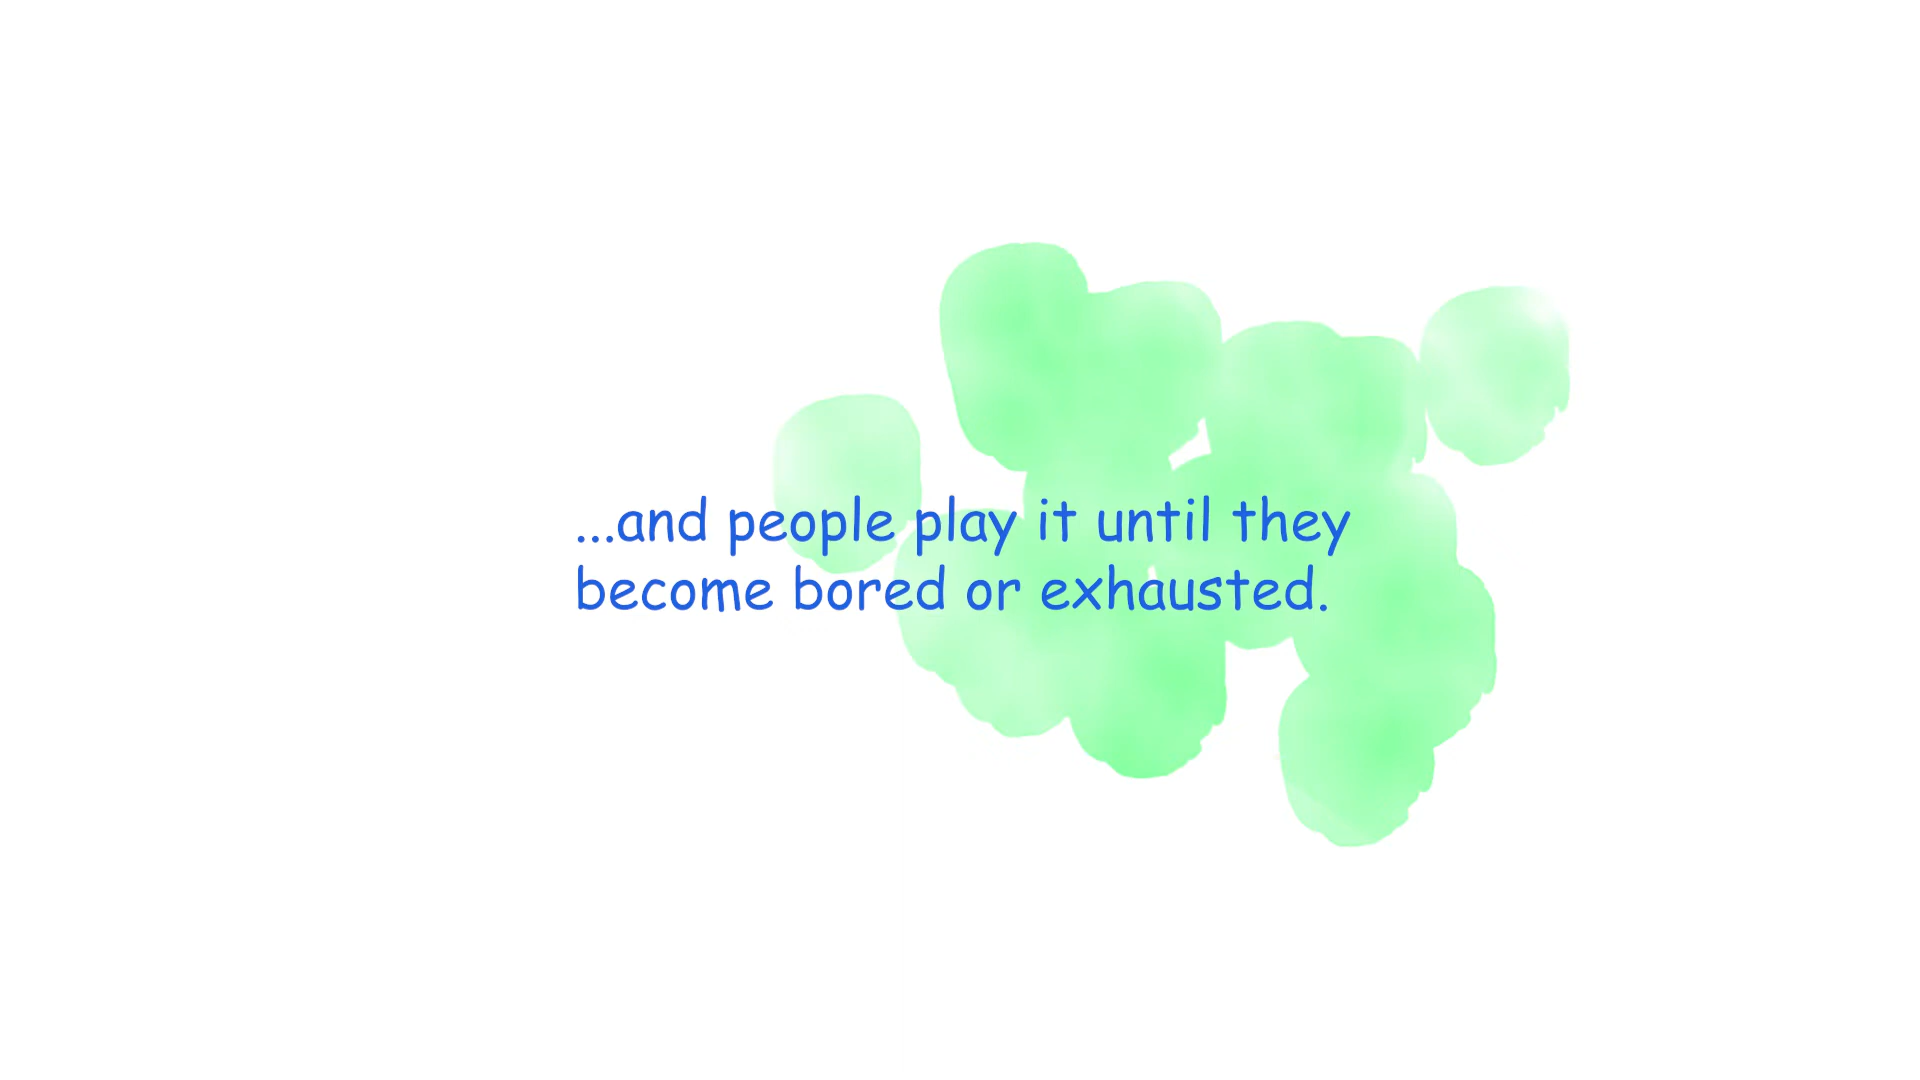 ...and people play it until they
become bored or exhausted.